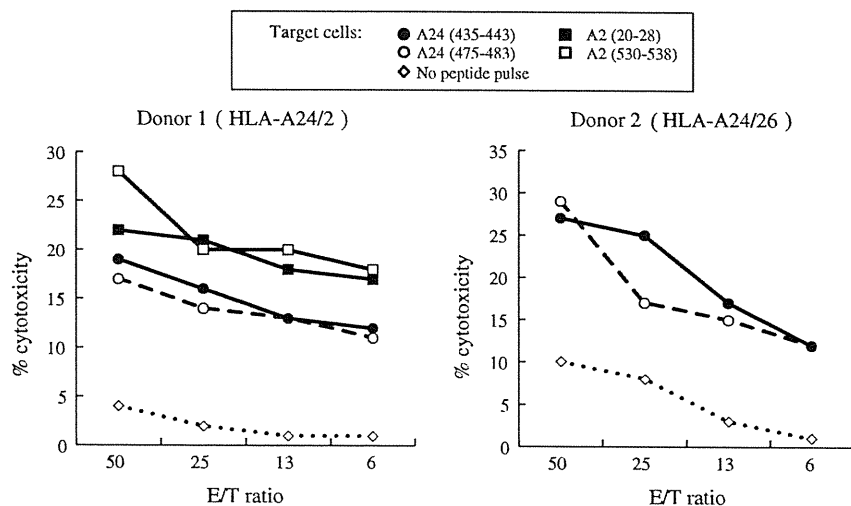 Target cells:
A24 (435-443)
A2 (20-28)
A24 (475-483)
A2 (530-538)
No peptide pulse
Donor 1 ( HLA-A24/2 )
30
25
20
15
10
5
0
% cytotoxicity
50
25
13
6
E/T ratio
Donor 2 ( HLA-A24/26 )
35
30
25
20
15
10
5
0
% cytotoxicity
50
25
13
6
E/T ratio